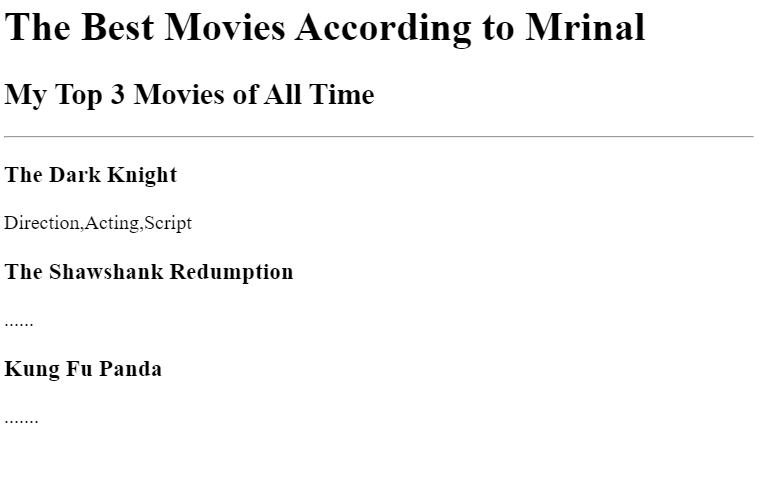 The Best Movies According to Mrinal
My Top 3 Movies of All Time
The Dark Knight
Direction,Acting,Script
The Shawshank Redumption
......
Kung Fu Panda
.......